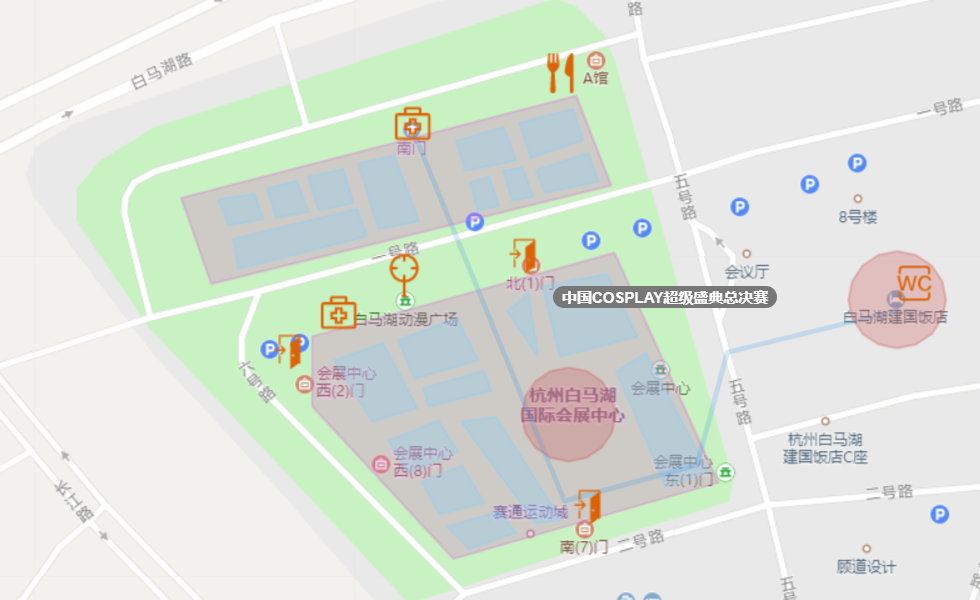 路
白马湖路
A馆
一号路
南门
五号路
8号楼
一号路
会议厅
北(1)门
WC
中国COSPLAY超级盛典总决赛
白马湖动漫广场
白马湖建国饭店
六号路
会展中心
西(2)门
会展中心
杭州白马湖
国际会展中心
五号路
杭州白马湖
建国饭店C座
会展中心
西(8)门
会展中心
东(1)门
长江路
二号路
赛通运动城
南(7)门
二号路
顾道设计
五号
路
P
P
P
P
P
P
P
P
P